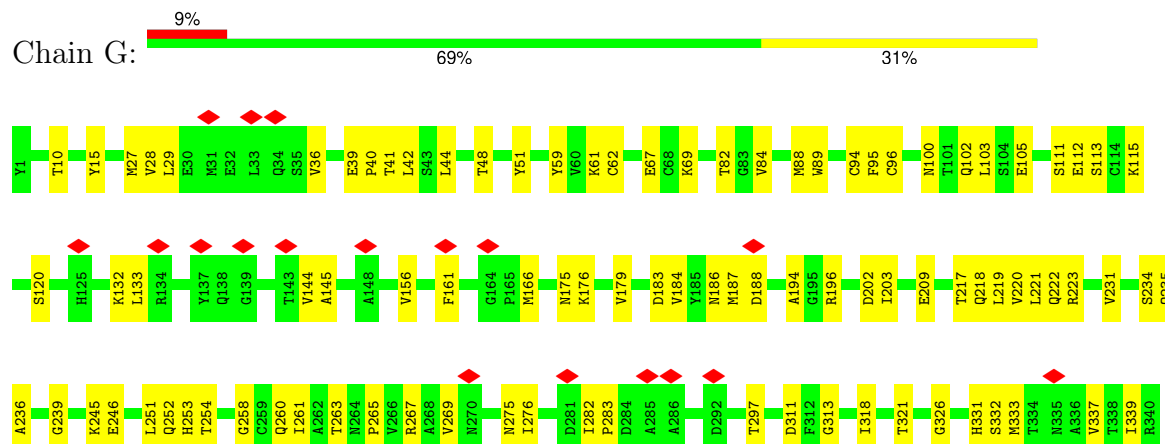 9%
Chain G:
69% 31%
Y1 T10 Y15 M27 V28 L29 E30 M31 E32 L33 Q34 S35 V36 E39 P40 T41 L42 S43 L44 T48 Y51 Y59 V60 K61 C62 E67 C68 K69 T82 G83 V84 M88 W89 C94 F95 C96 N100 T101 Q102 L103 S104 E105 S111 E112 S113 C114 K115
S120 H125 K132 L133 R134 Y137 Q138 G139 T143 V144 A145 A148 V156 F161 G164 P165 M166 N175 K176 V179 D183 V184 Y185 N186 M187 D188 A194 G195 R196 D202 I203 E209 T217 Q218 L219 V220 L221 Q222 R223 V231 S234
A236 G239 K245 E246 L251 Q252 H253 T254 G258 C259 Q260 I261 A262 T263 N264 P265 V266 R267 A268 V269 N270 N275 I276 D281 I282 P283 D284 A285 A286 D292 T297 D311 F312 G313 I318 T321 G326 H331 S332 M333 T334 N335 A336 V337 T338 I339 R340